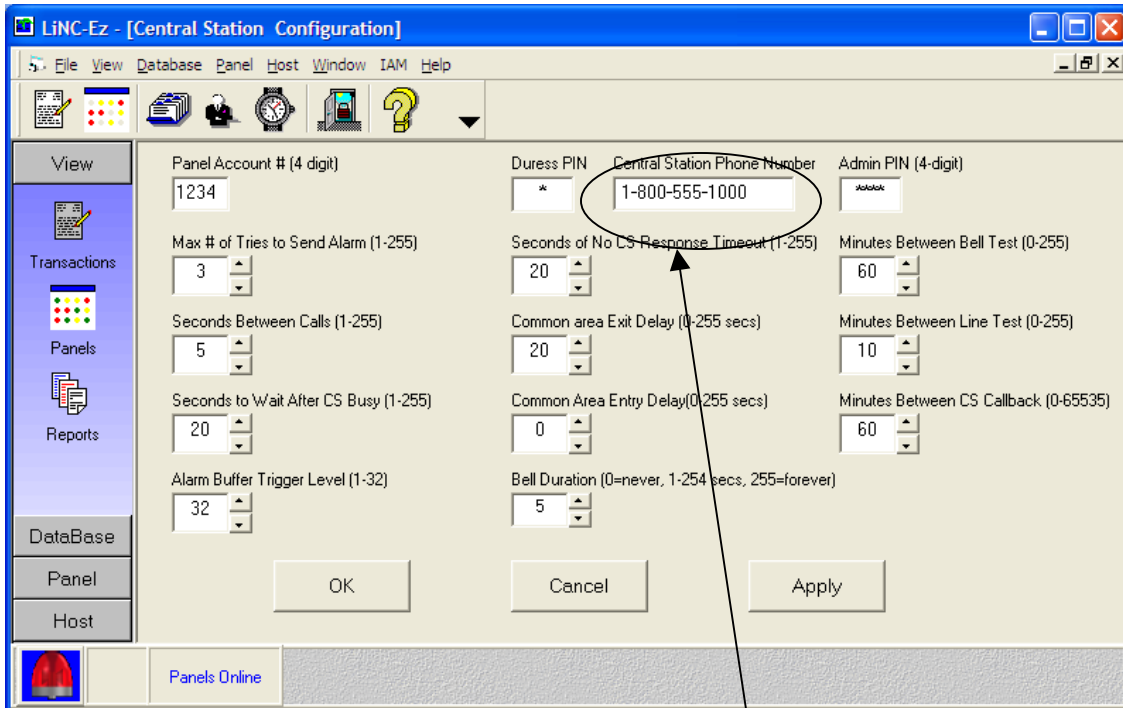 LiNC-Ez - [Central Station Configuration]
File View Database Panel Host Window IAM Help
View
Transactions
Panels
Reports
DataBase
Panel
Host
Panel Account # (4 digit)
1234
Duress PIN
*
Central Station Phone Number
1-800-555-1000
Admin PIN (4-digit)
****
Max # of Tries to Send Alarm (1-255)
3
Seconds of No CS Response Timeout (1-255)
20
Minutes Between Bell Test (0-255)
60
Seconds Between Calls (1-255)
5
Common area Exit Delay (0-255 secs)
20
Minutes Between Line Test (0-255)
10
Seconds to Wait After CS Busy (1-255)
20
Common Area Entry Delay(0-255 secs)
0
Minutes Between CS Callback (0-65535)
60
Alarm Buffer Trigger Level (1-32)
32
Bell Duration (0=never, 1-254 secs, 255=forever)
5
OK
Cancel
Apply
Panels Online